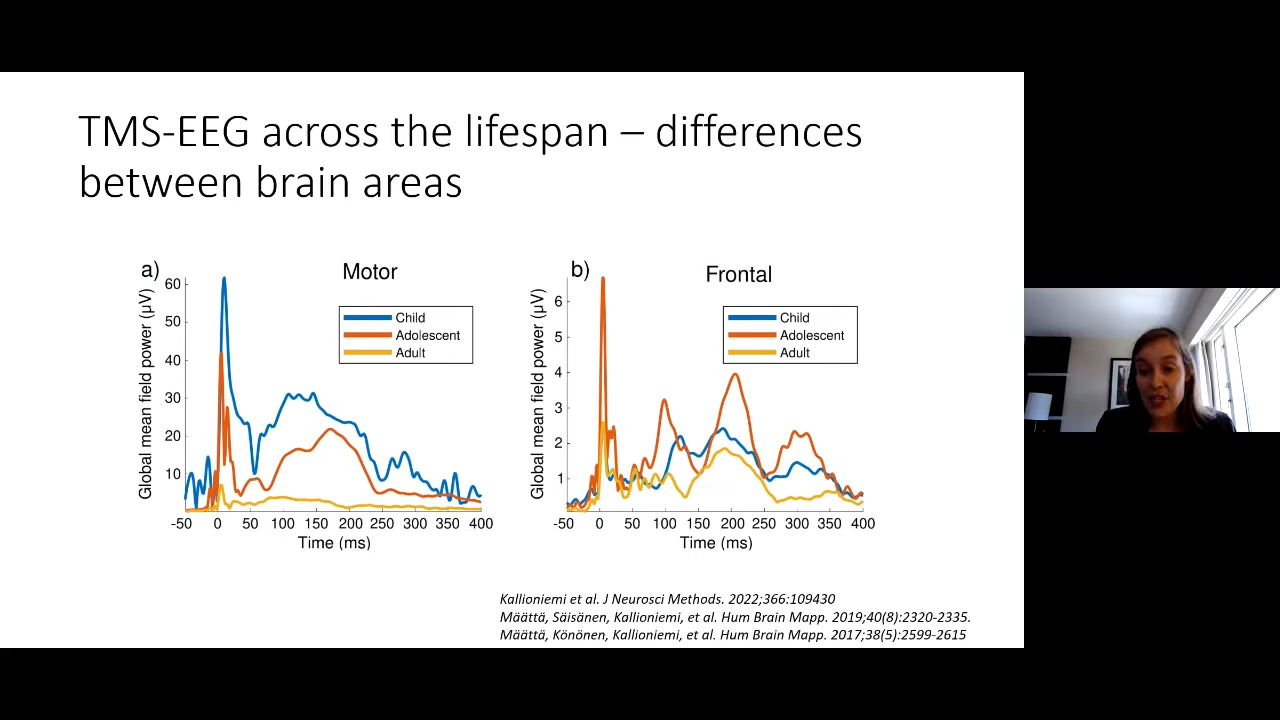 TMS-EEG across the lifespan – differences
between brain areas
a)
Motor
Global mean field power (µV)
60
50
40
30
20
10
Child
Adolescent
Adult
-50 0 50 100 150 200 250 300 350 400
Time (ms)
b)
Frontal
Global mean field power (µV)
6
5
4
3
2
1
Child
Adolescent
Adult
-50 0 50 100 150 200 250 300 350 400
Time (ms)
Kallioniemi et al. J Neurosci Methods. 2022;366:109430
Määttä, Säisänen, Kallioniemi, et al. Hum Brain Mapp. 2019;40(8):2320-2335.
Määttä, Könönen, Kallioniemi, et al. Hum Brain Mapp. 2017;38(5):2599-2615